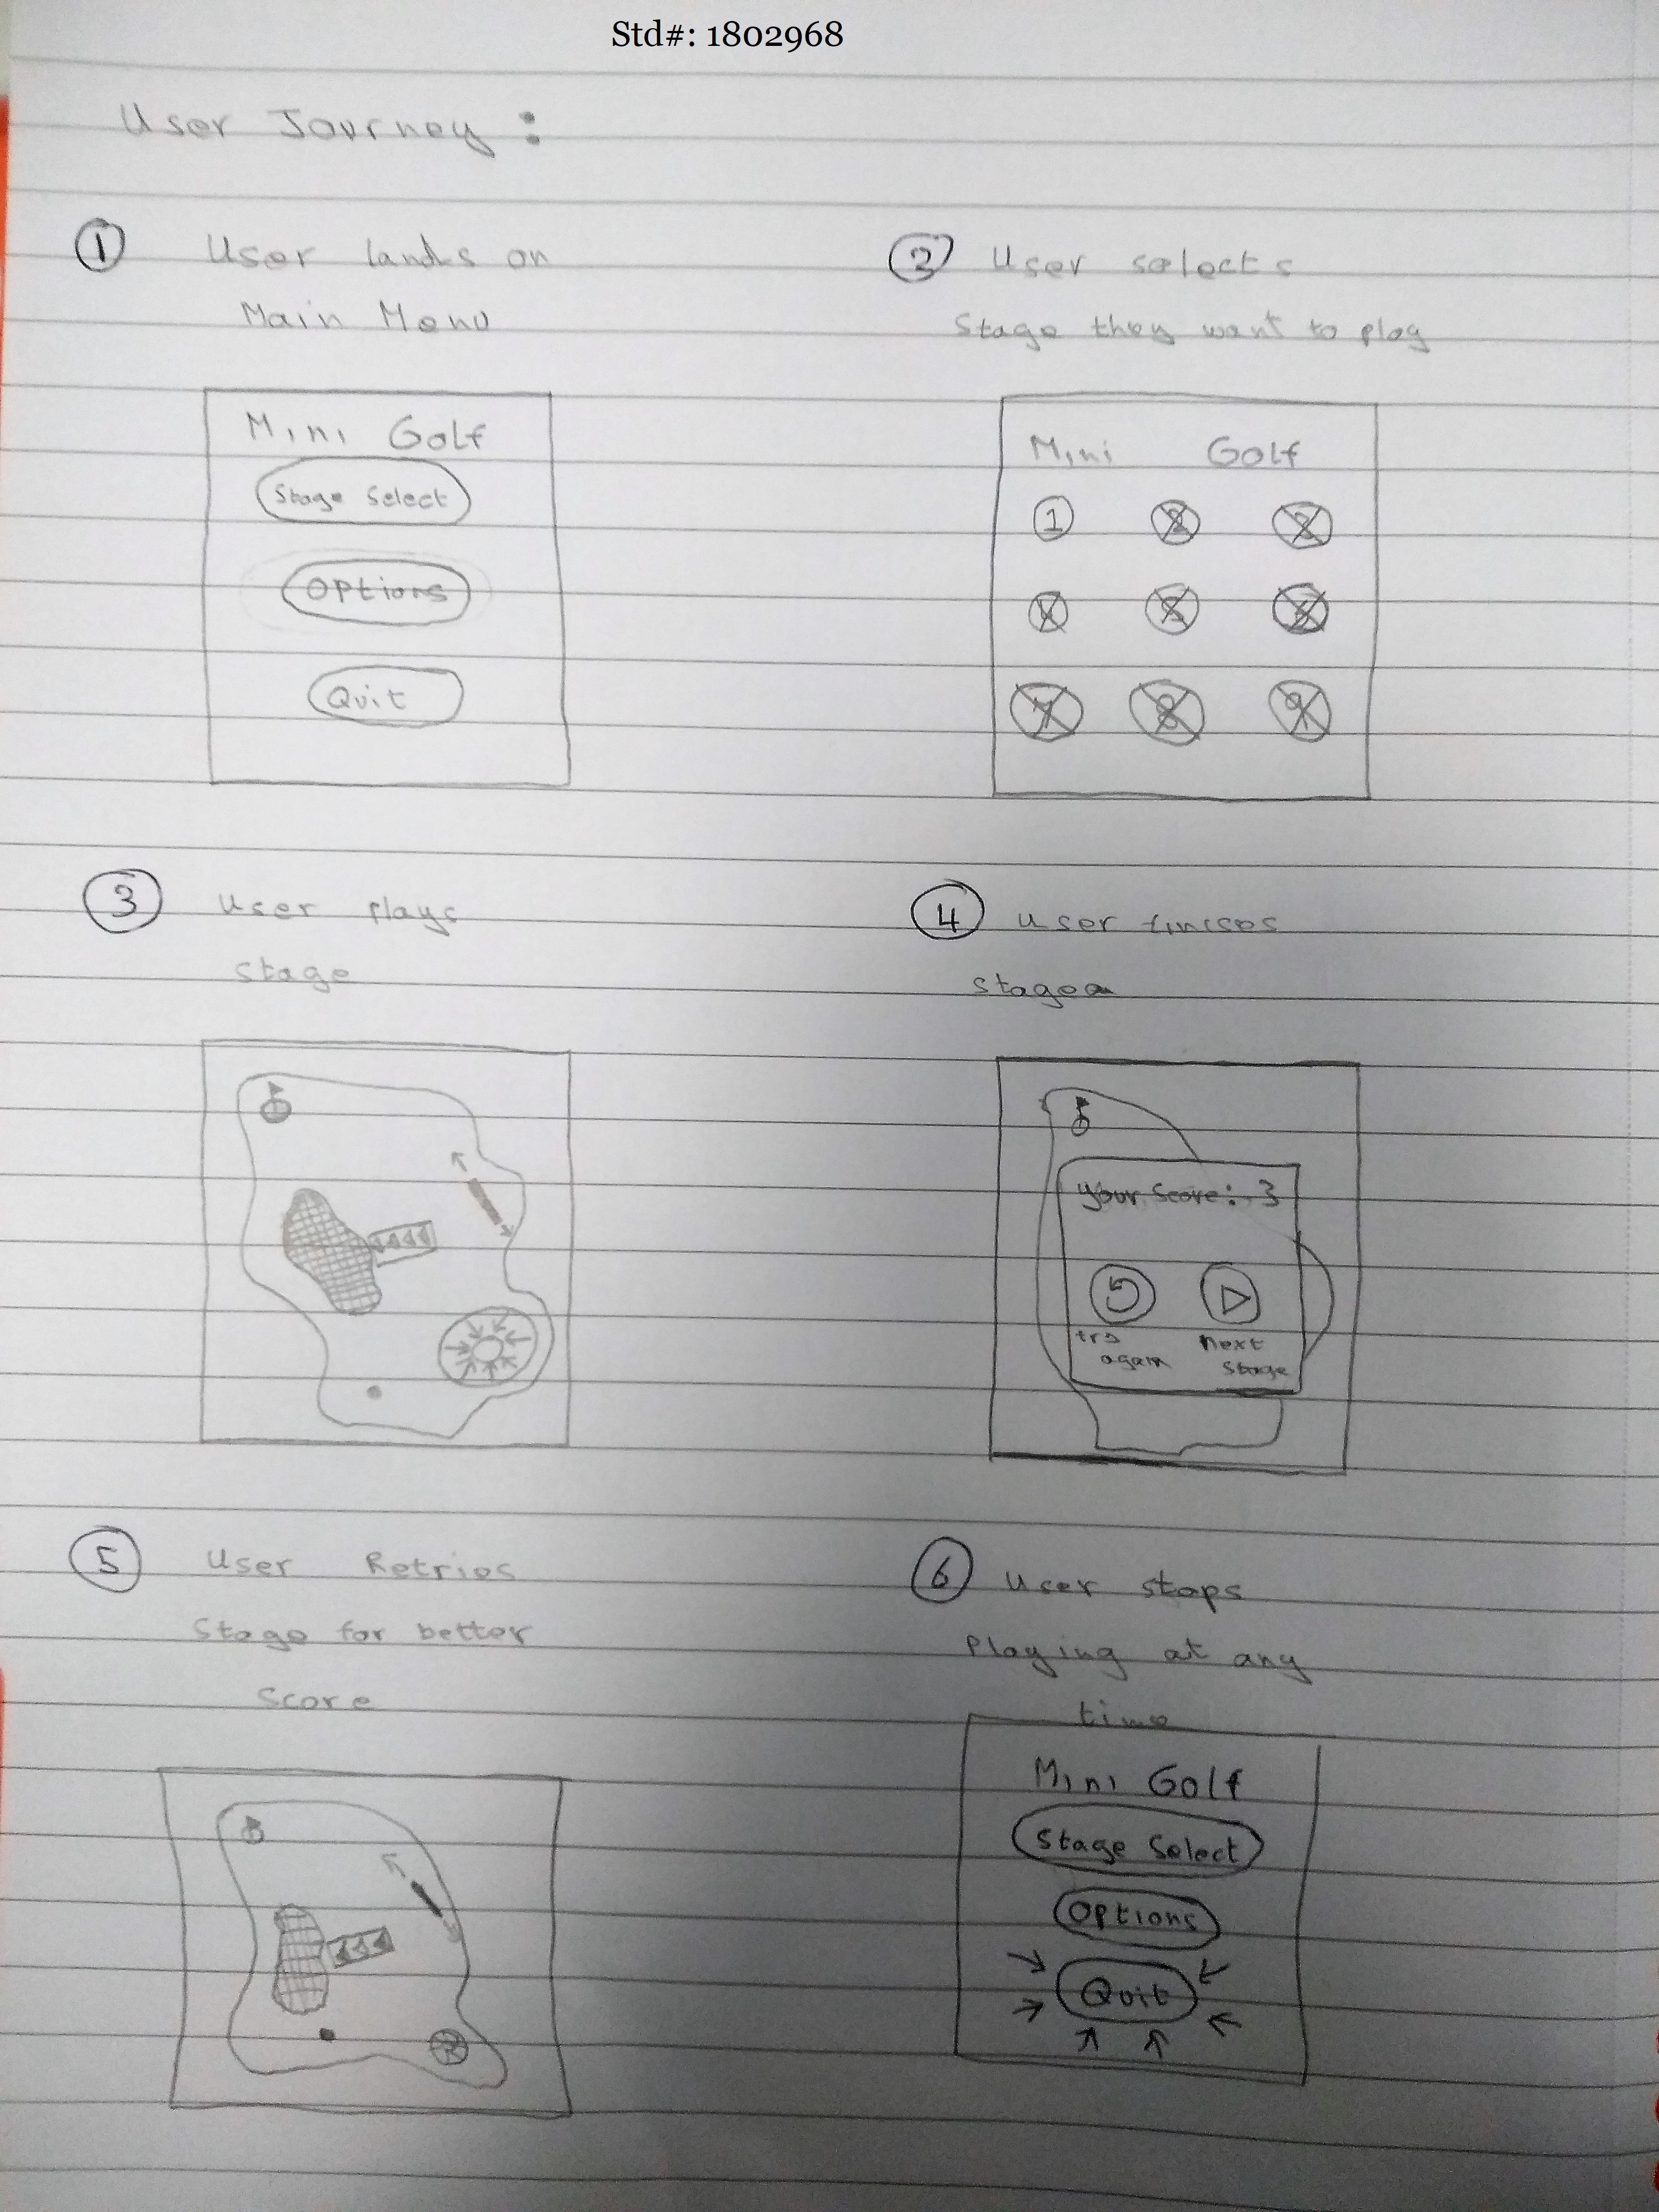 Std#: 1802968
User Journey :
1 User lands on
Main Menu
2 User selects
Stage they want to play
Mini Golf
Stage Select
Options
Quit
Mini Golf
1 2 3
4 5
7 8 9
3 User plays
stage
4 user finises
stage
Your Score: 3
try again
next stage
5 User Retries
Stage for better
Score
6 User stops
Playing at any
time
Mini Golf
Stage Select
Options
Quit